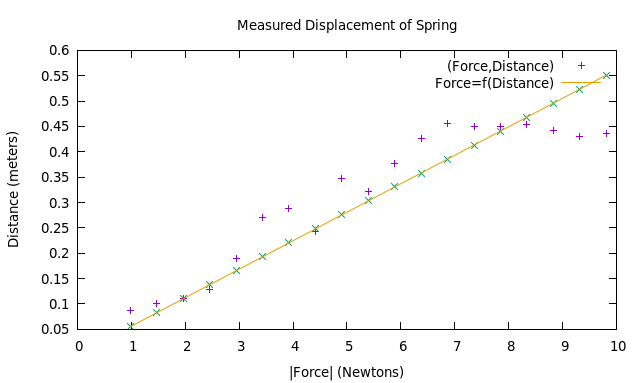 Measured Displacement of Spring
0.6
0.55
0.5
0.45
0.4
0.35
0.3
0.25
0.2
0.15
0.1
0.05
Distance (meters)
(Force,Distance)
Force=f(Distance)
0 1 2 3 4 5 6 7 8 9 10
|Force| (Newtons)